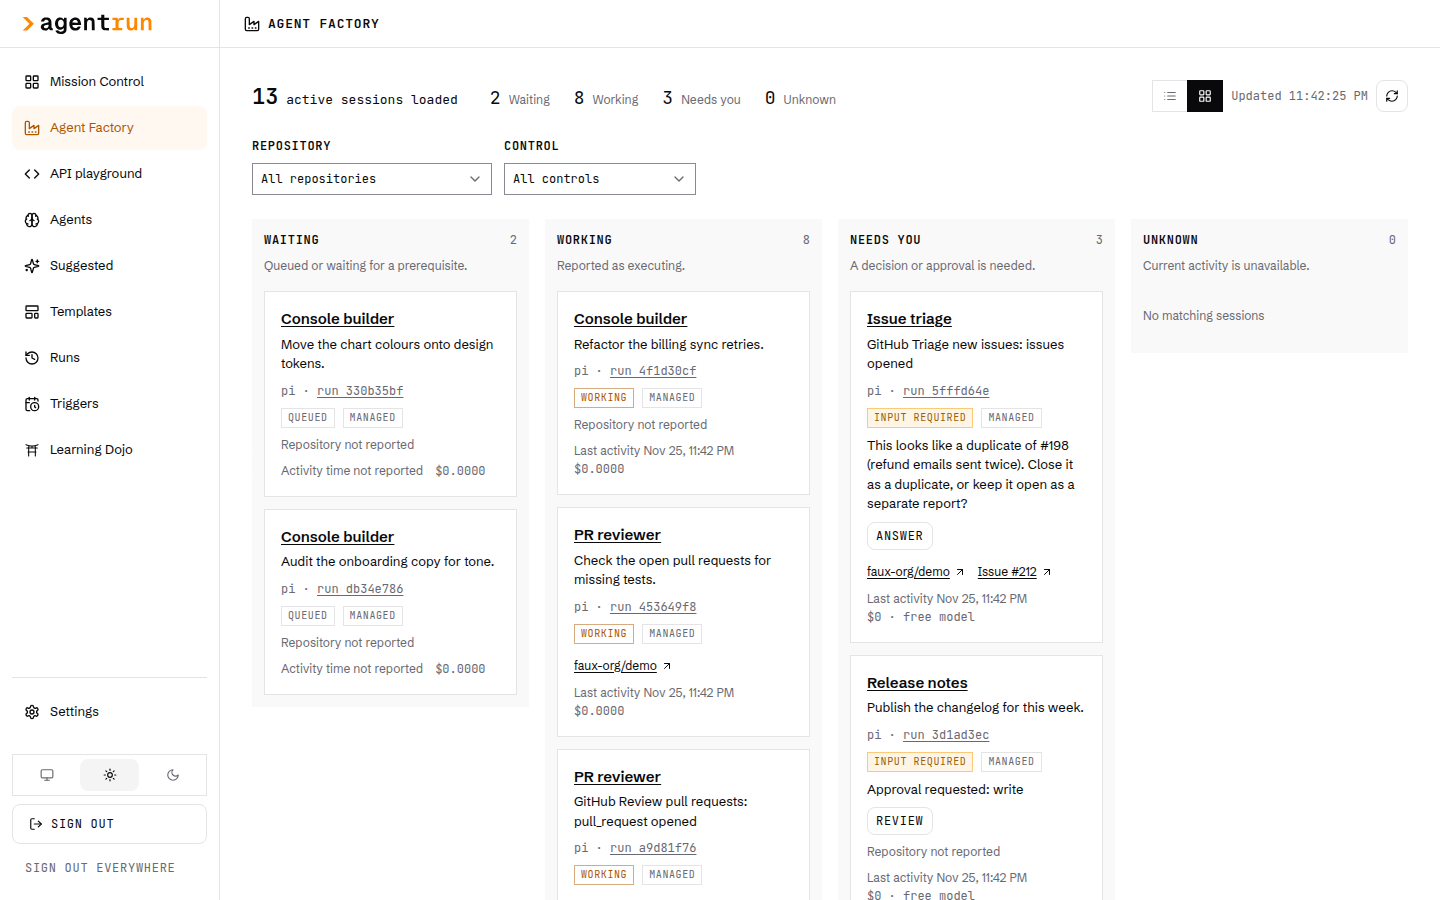 agentrun
AGENT FACTORY
Mission Control
Agent Factory
API playground
Agents
Suggested
Templates
Runs
Triggers
Learning Dojo
Settings
SIGN OUT
SIGN OUT EVERYWHERE
13 active sessions loaded
2 Waiting
8 Working
3 Needs you
0 Unknown
Updated 11:42:25 PM
REPOSITORY
All repositories
CONTROL
All controls
WAITING 2
Queued or waiting for a prerequisite.
Console builder
Move the chart colours onto design
tokens.
pi · run 330b35bf
QUEUED MANAGED
Repository not reported
Activity time not reported $0.0000
Console builder
Audit the onboarding copy for tone.
pi · run db34e786
QUEUED MANAGED
Repository not reported
Activity time not reported $0.0000
WORKING 8
Reported as executing.
Console builder
Refactor the billing sync retries.
pi · run 4f1d30cf
WORKING MANAGED
Repository not reported
Last activity Nov 25, 11:42 PM
$0.0000
PR reviewer
Check the open pull requests for
missing tests.
pi · run 453649f8
WORKING MANAGED
faux-org/demo
Last activity Nov 25, 11:42 PM
$0.0000
PR reviewer
GitHub Review pull requests:
pull_request opened
pi · run a9d81f76
WORKING MANAGED
NEEDS YOU 3
A decision or approval is needed.
Issue triage
GitHub Triage new issues: issues
opened
pi · run 5fffd64e
INPUT REQUIRED MANAGED
This looks like a duplicate of #198
(refund emails sent twice). Close it
as a duplicate, or keep it open as a
separate report?
ANSWER
faux-org/demo Issue #212
Last activity Nov 25, 11:42 PM
$0 · free model
Release notes
Publish the changelog for this week.
pi · run 3d1ad3ec
INPUT REQUIRED MANAGED
Approval requested: write
REVIEW
Repository not reported
Last activity Nov 25, 11:42 PM
$0 · free model
UNKNOWN 0
Current activity is unavailable.
No matching sessions